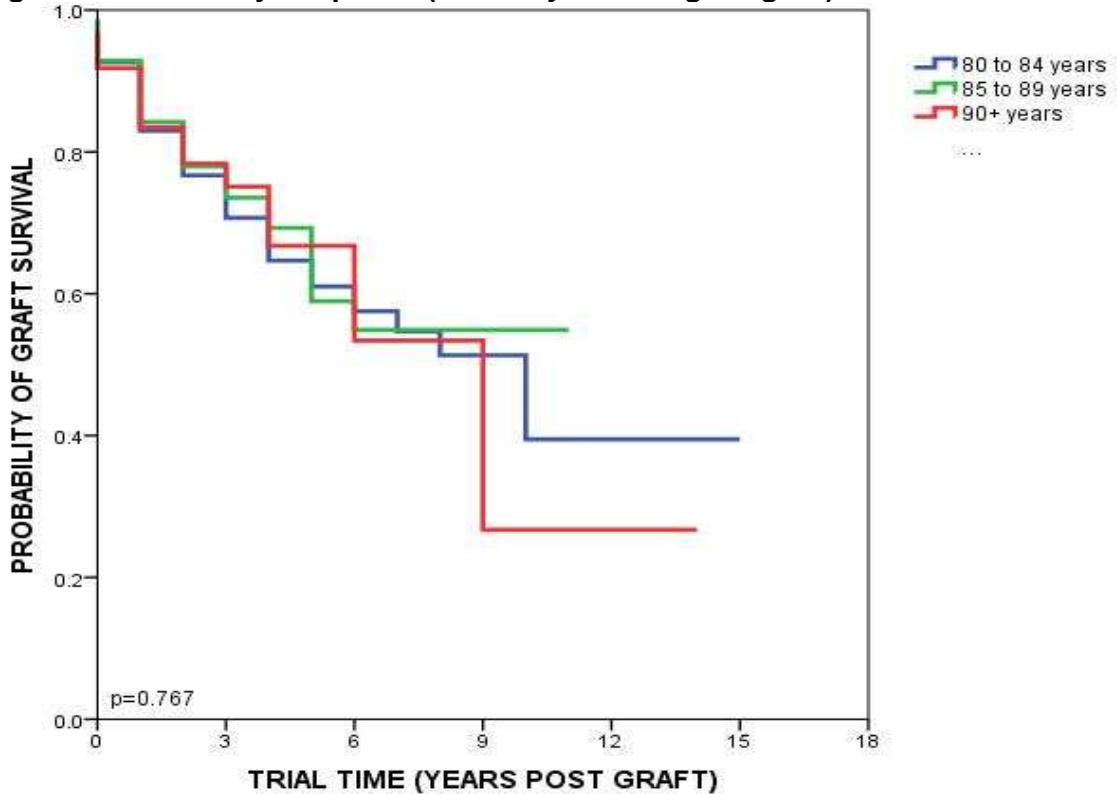 1.0
80 to 84 years
85 to 89 years
90+ years
...
0.8
0.6
0.4
0.2
0.0
PROBABILITY OF GRAFT SURVIVAL
p=0.767
0 3 6 9 12 15 18
TRIAL TIME (YEARS POST GRAFT)